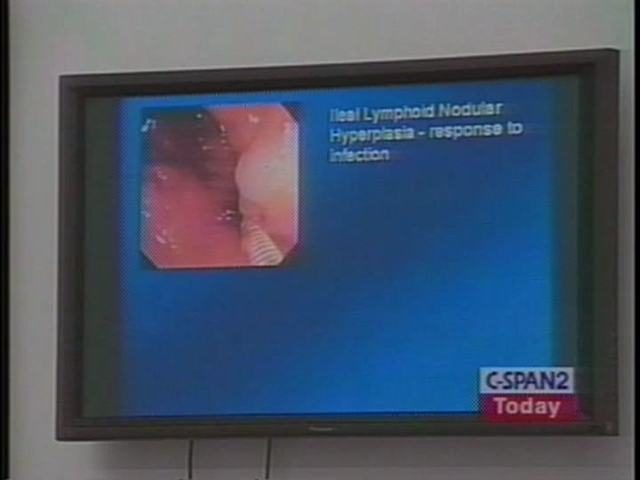 Ileal Lymphoid Nodular
Hyperplasia - response to
infection
C-SPAN2
Today